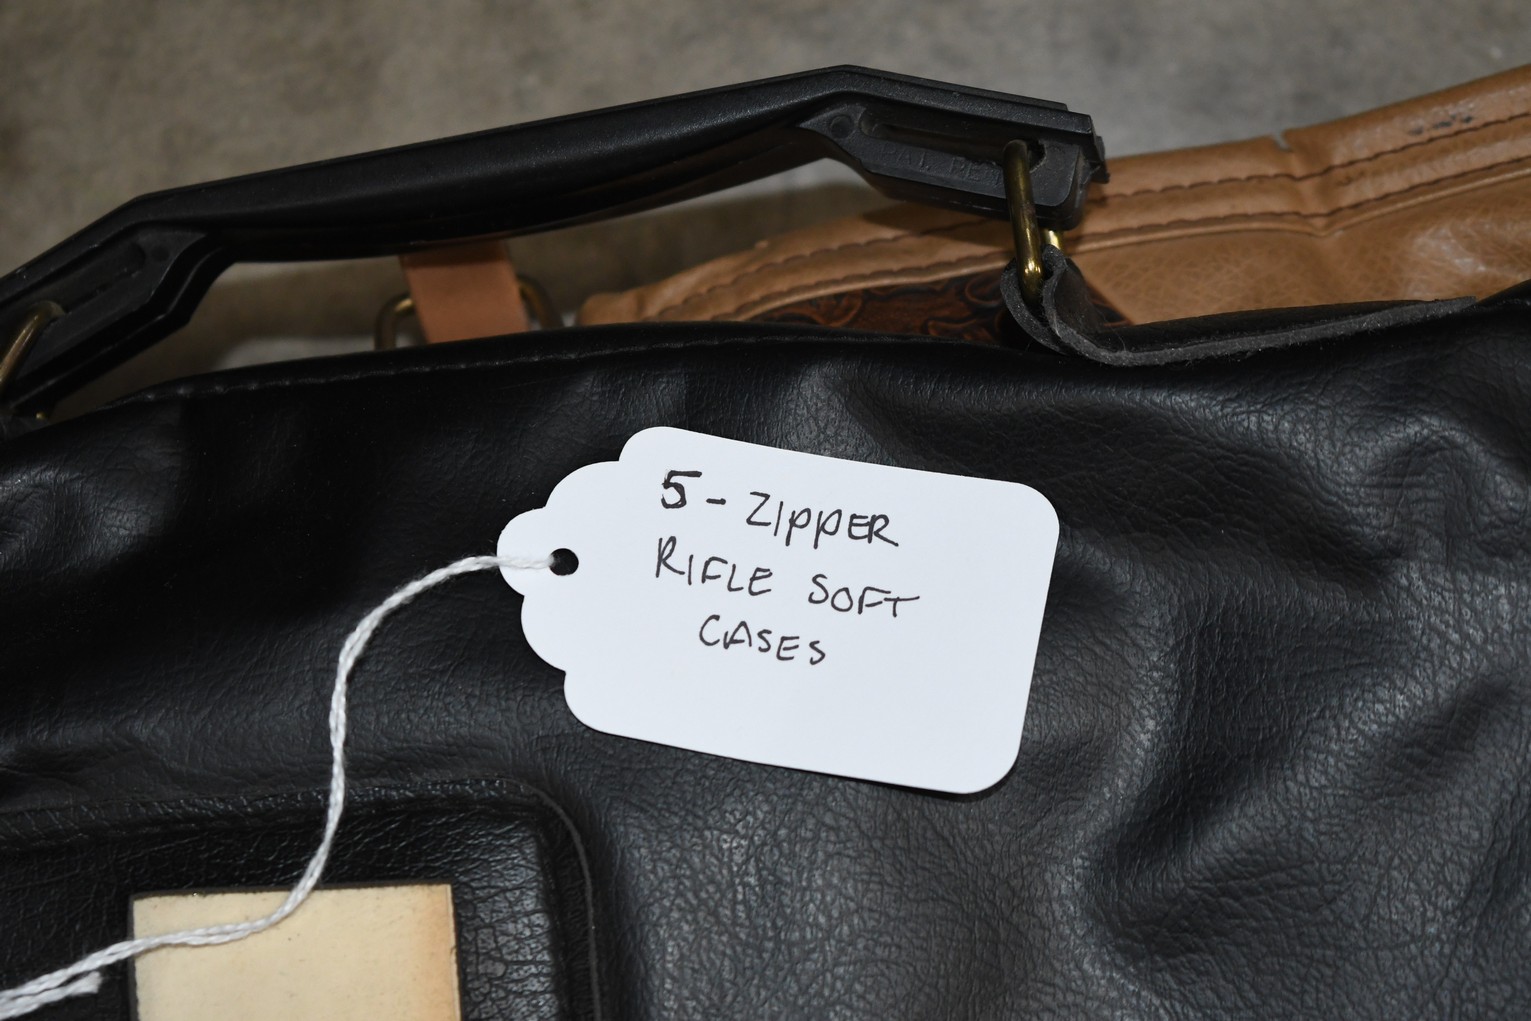 5 - ZIPPER
RIFLE SOFT
CASES